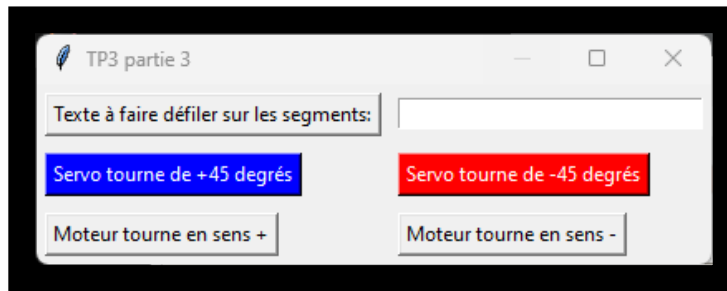 TP3 partie 3
Texte à faire défiler sur les segments:
Servo tourne de +45 degrés
Servo tourne de -45 degrés
Moteur tourne en sens +
Moteur tourne en sens -